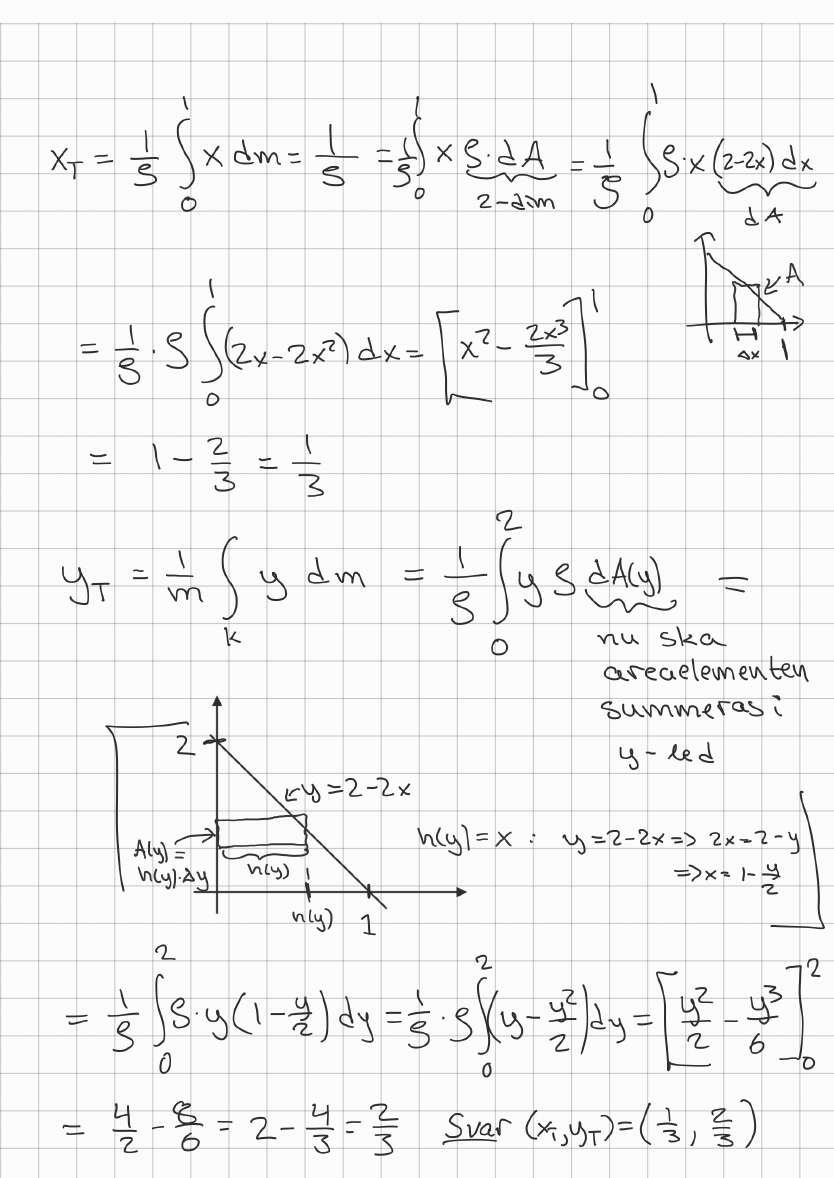 x_T = 1/ρ ∫₀¹ x dm = 1/ρ = 1/ρ ∫₀¹ x ρ·dA = 1/ρ ∫₀¹ ρ·x (2-2x) dx
2-dim
dA
A
Δx 1
= 1/ρ · ρ ∫₀¹ (2x-2x²) dx = [x² - 2x³/3]₀¹
= 1 - 2/3 = 1/3
y_T = 1/m ∫_k y dm = 1/ρ ∫₀² y ρ dA(y) =
nu ska
areaelementen
summeras i
y-led
2
y=2-2x
A(y)=
h(y)·Δy
h(y)
h(y) 1
h(y)=x : y=2-2x => 2x=2-y
=> x=1-y/2
= 1/ρ ∫₀² ρ·y(1-y/2) dy = 1/ρ · ρ ∫₀² (y-y²/2) dy = [y²/2 - y³/6]₀²
= 4/2 - 8/6 = 2 - 4/3 = 2/3 Svar (x_T, y_T)=(1/3, 2/3)